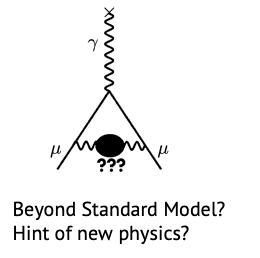 γ
μ μ
???
Beyond Standard Model?
Hint of new physics?